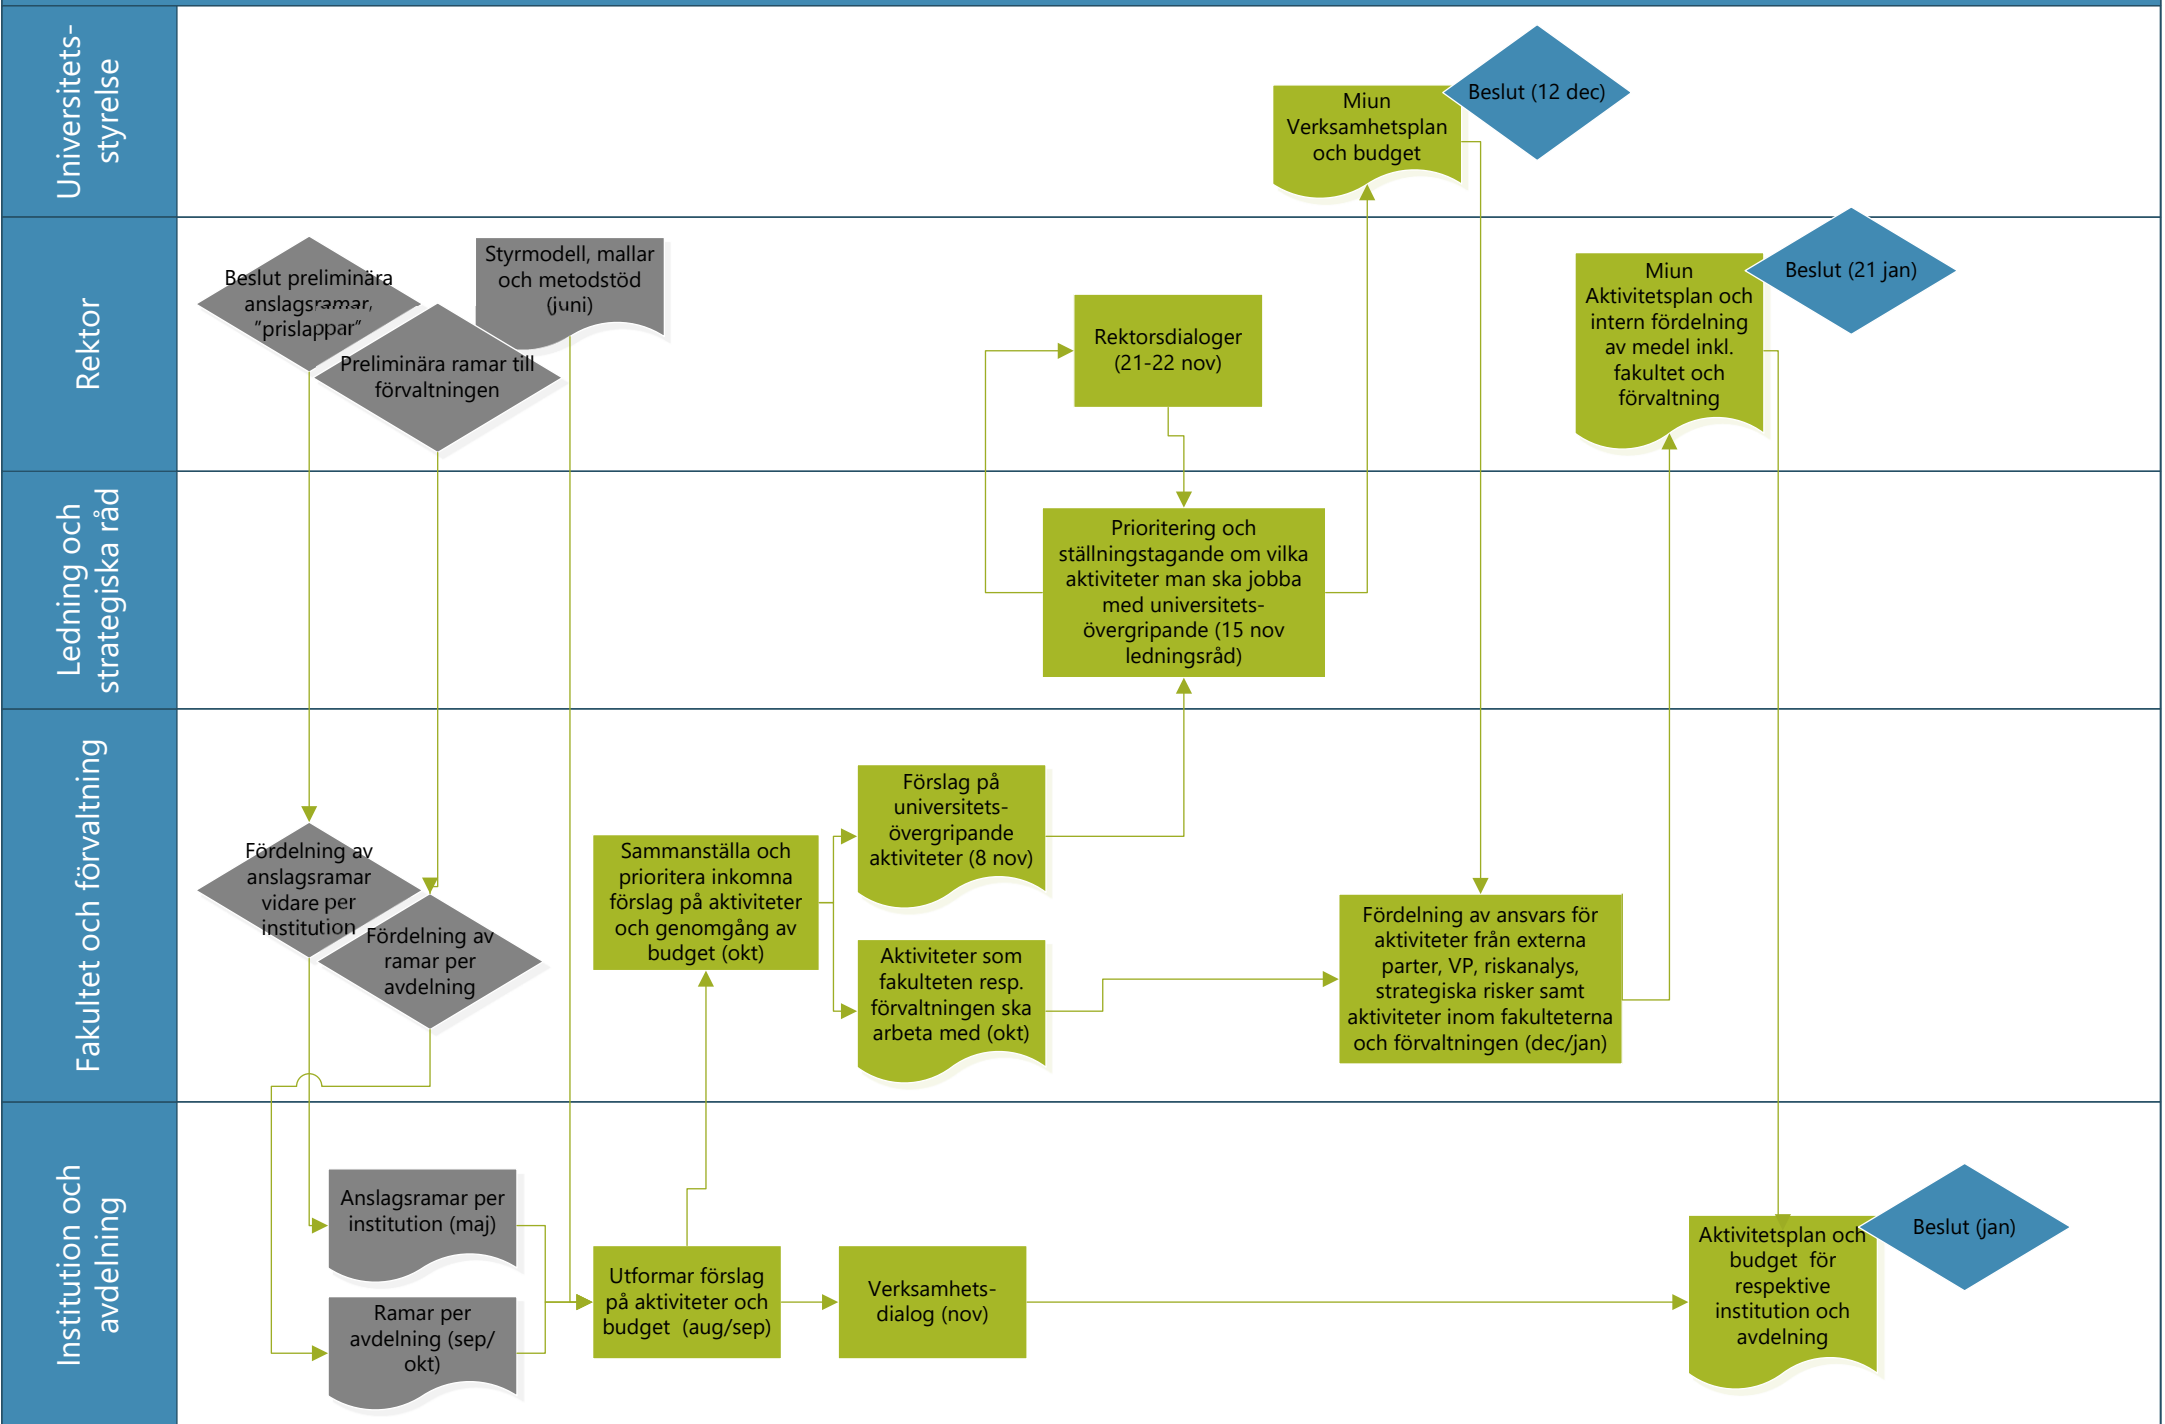 Universitets-
styrelse
Miun
Verksamhetsplan
och budget
Beslut (12 dec)
Rektor
Beslut preliminära
anslagsramar,
"prislappar"
Preliminära ramar till
förvaltningen
Styrmodell, mallar
och metodstöd
(juni)
Rektorsdialoger
(21-22 nov)
Miun
Aktivitetsplan och
intern fördelning
av medel inkl.
fakultet och
förvaltning
Beslut (21 jan)
Ledning och
strategiska råd
Prioritering och
ställningstagande om vilka
aktiviteter man ska jobba
med universitets-
övergripande (15 nov
ledningsråd)
Fakultet och förvaltning
Fördelning av
anslagsramar
vidare per
institution
Fördelning av
ramar per
avdelning
Sammanställa och
prioritera inkomna
förslag på aktiviteter
och genomgång av
budget (okt)
Förslag på
universitets-
övergripande
aktiviteter (8 nov)
Aktiviteter som
fakulteten resp.
förvaltningen ska
arbeta med (okt)
Fördelning av ansvars för
aktiviteter från externa
parter, VP, riskanalys,
strategiska risker samt
aktiviteter inom fakulteterna
och förvaltningen (dec/jan)
Institution och
avdelning
Anslagsramar per
institution (maj)
Ramar per
avdelning (sep/
okt)
Utformar förslag
på aktiviteter och
budget (aug/sep)
Verksamhets-
dialog (nov)
Aktivitetsplan och
budget för
respektive
institution och
avdelning
Beslut (jan)